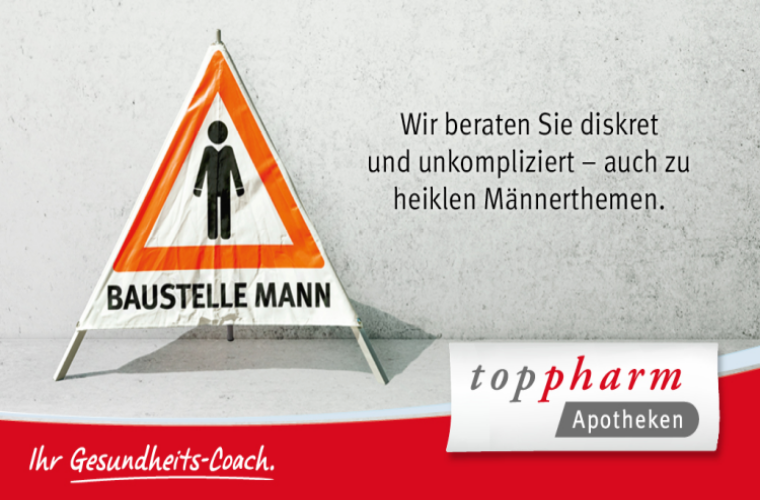 Wir beraten Sie diskret
und unkompliziert – auch zu
heiklen Männerthemen.
BAUSTELLE MANN
toppharm
Apotheken
Ihr Gesundheits-Coach.